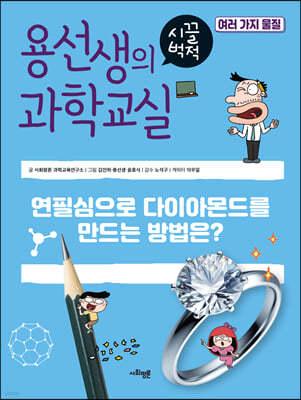 여러 가지 물질
용선생의
시끌벅적
과학교실
글 사회평론 과학교육연구소 | 그림 김인하·뭉선생·윤효식 | 감수 노석구 | 캐릭터 이우일
연필심으로 다이아몬드를
만드는 방법은?
사회평론